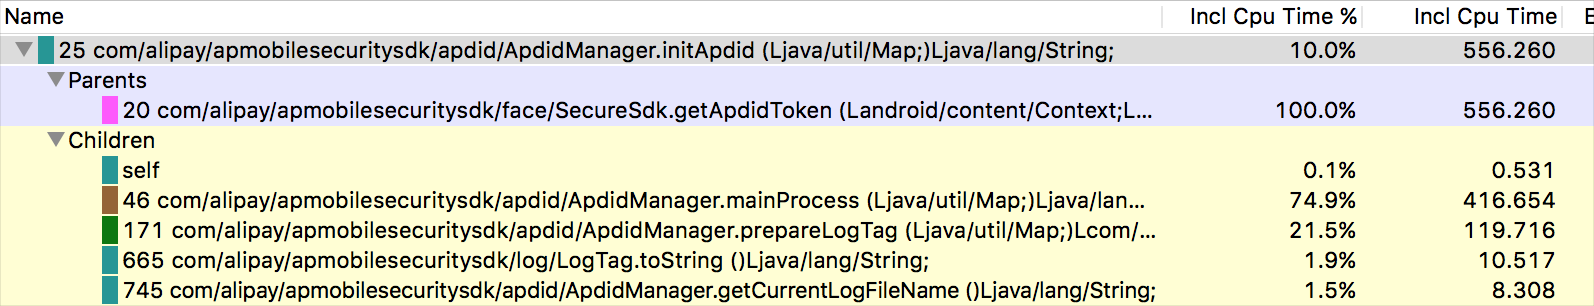 Name Incl Cpu Time % Incl Cpu Time E
25 com/alipay/apmobilesecuritysdk/apdid/ApdidManager.initApdid (Ljava/util/Map;)Ljava/lang/String; 10.0% 556.260
Parents
20 com/alipay/apmobilesecuritysdk/face/SecureSdk.getApdidToken (Landroid/content/Context;L... 100.0% 556.260
Children
self 0.1% 0.531
46 com/alipay/apmobilesecuritysdk/apdid/ApdidManager.mainProcess (Ljava/util/Map;)Ljava/lan... 74.9% 416.654
171 com/alipay/apmobilesecuritysdk/apdid/ApdidManager.prepareLogTag (Ljava/util/Map;)Lcom/... 21.5% 119.716
665 com/alipay/apmobilesecuritysdk/log/LogTag.toString ()Ljava/lang/String; 1.9% 10.517
745 com/alipay/apmobilesecuritysdk/apdid/ApdidManager.getCurrentLogFileName ()Ljava/lang/String; 1.5% 8.308